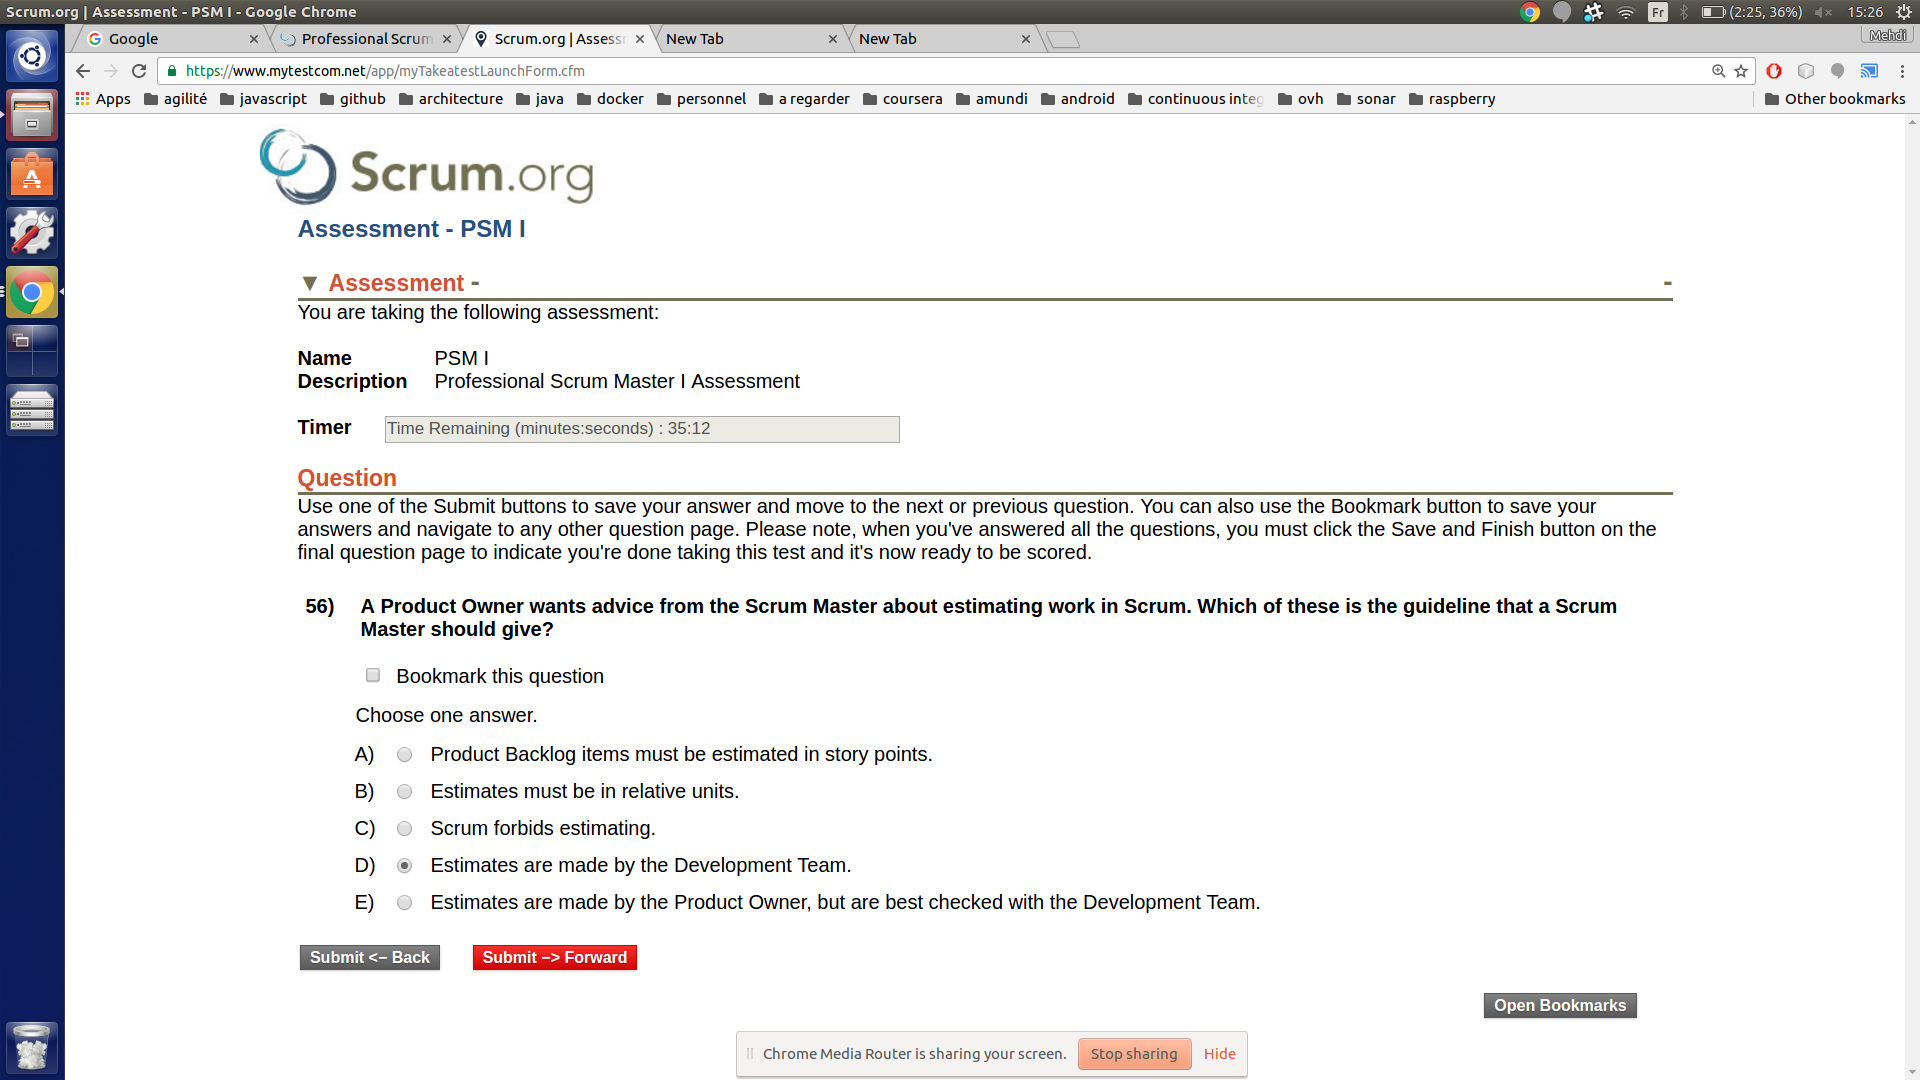 Scrum.org | Assessment - PSM I - Google Chrome
Fr
(2:25, 36%)
15:26
Google
Professional Scrum
Scrum.org | Assess
New Tab
New Tab
Mehdi
https://www.mytestcom.net/app/myTakeatestLaunchForm.cfm
Apps
agilité
javascript
github
architecture
java
docker
personnel
a regarder
coursera
amundi
android
continuous integ
ovh
sonar
raspberry
Other bookmarks
Scrum.org
Assessment - PSM I
▼ Assessment - -
You are taking the following assessment:
Name PSM I
Description Professional Scrum Master I Assessment
Timer Time Remaining (minutes:seconds) : 35:12
Question
Use one of the Submit buttons to save your answer and move to the next or previous question. You can also use the Bookmark button to save your
answers and navigate to any other question page. Please note, when you've answered all the questions, you must click the Save and Finish button on the
final question page to indicate you're done taking this test and it's now ready to be scored.
56) A Product Owner wants advice from the Scrum Master about estimating work in Scrum. Which of these is the guideline that a Scrum
Master should give?
Bookmark this question
Choose one answer.
A) Product Backlog items must be estimated in story points.
B) Estimates must be in relative units.
C) Scrum forbids estimating.
D) Estimates are made by the Development Team.
E) Estimates are made by the Product Owner, but are best checked with the Development Team.
Submit <– Back
Submit –> Forward
Open Bookmarks
Chrome Media Router is sharing your screen.
Stop sharing
Hide